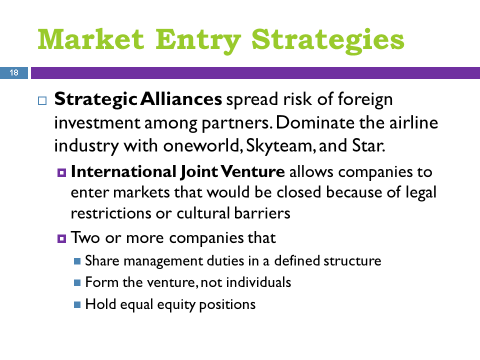 Market Entry Strategies
18
Strategic Alliances spread risk of foreign
investment among partners. Dominate the airline
industry with oneworld, Skyteam, and Star.
International Joint Venture allows companies to
enter markets that would be closed because of legal
restrictions or cultural barriers
Two or more companies that
Share management duties in a defined structure
Form the venture, not individuals
Hold equal equity positions